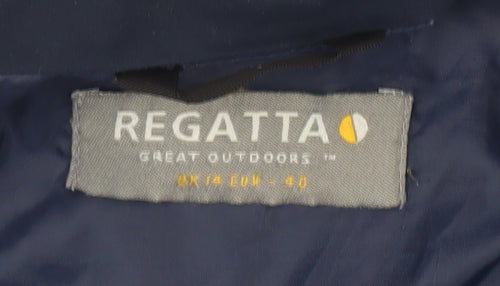 REGATTA
GREAT OUTDOORS ™
UK 14 EUR - 40